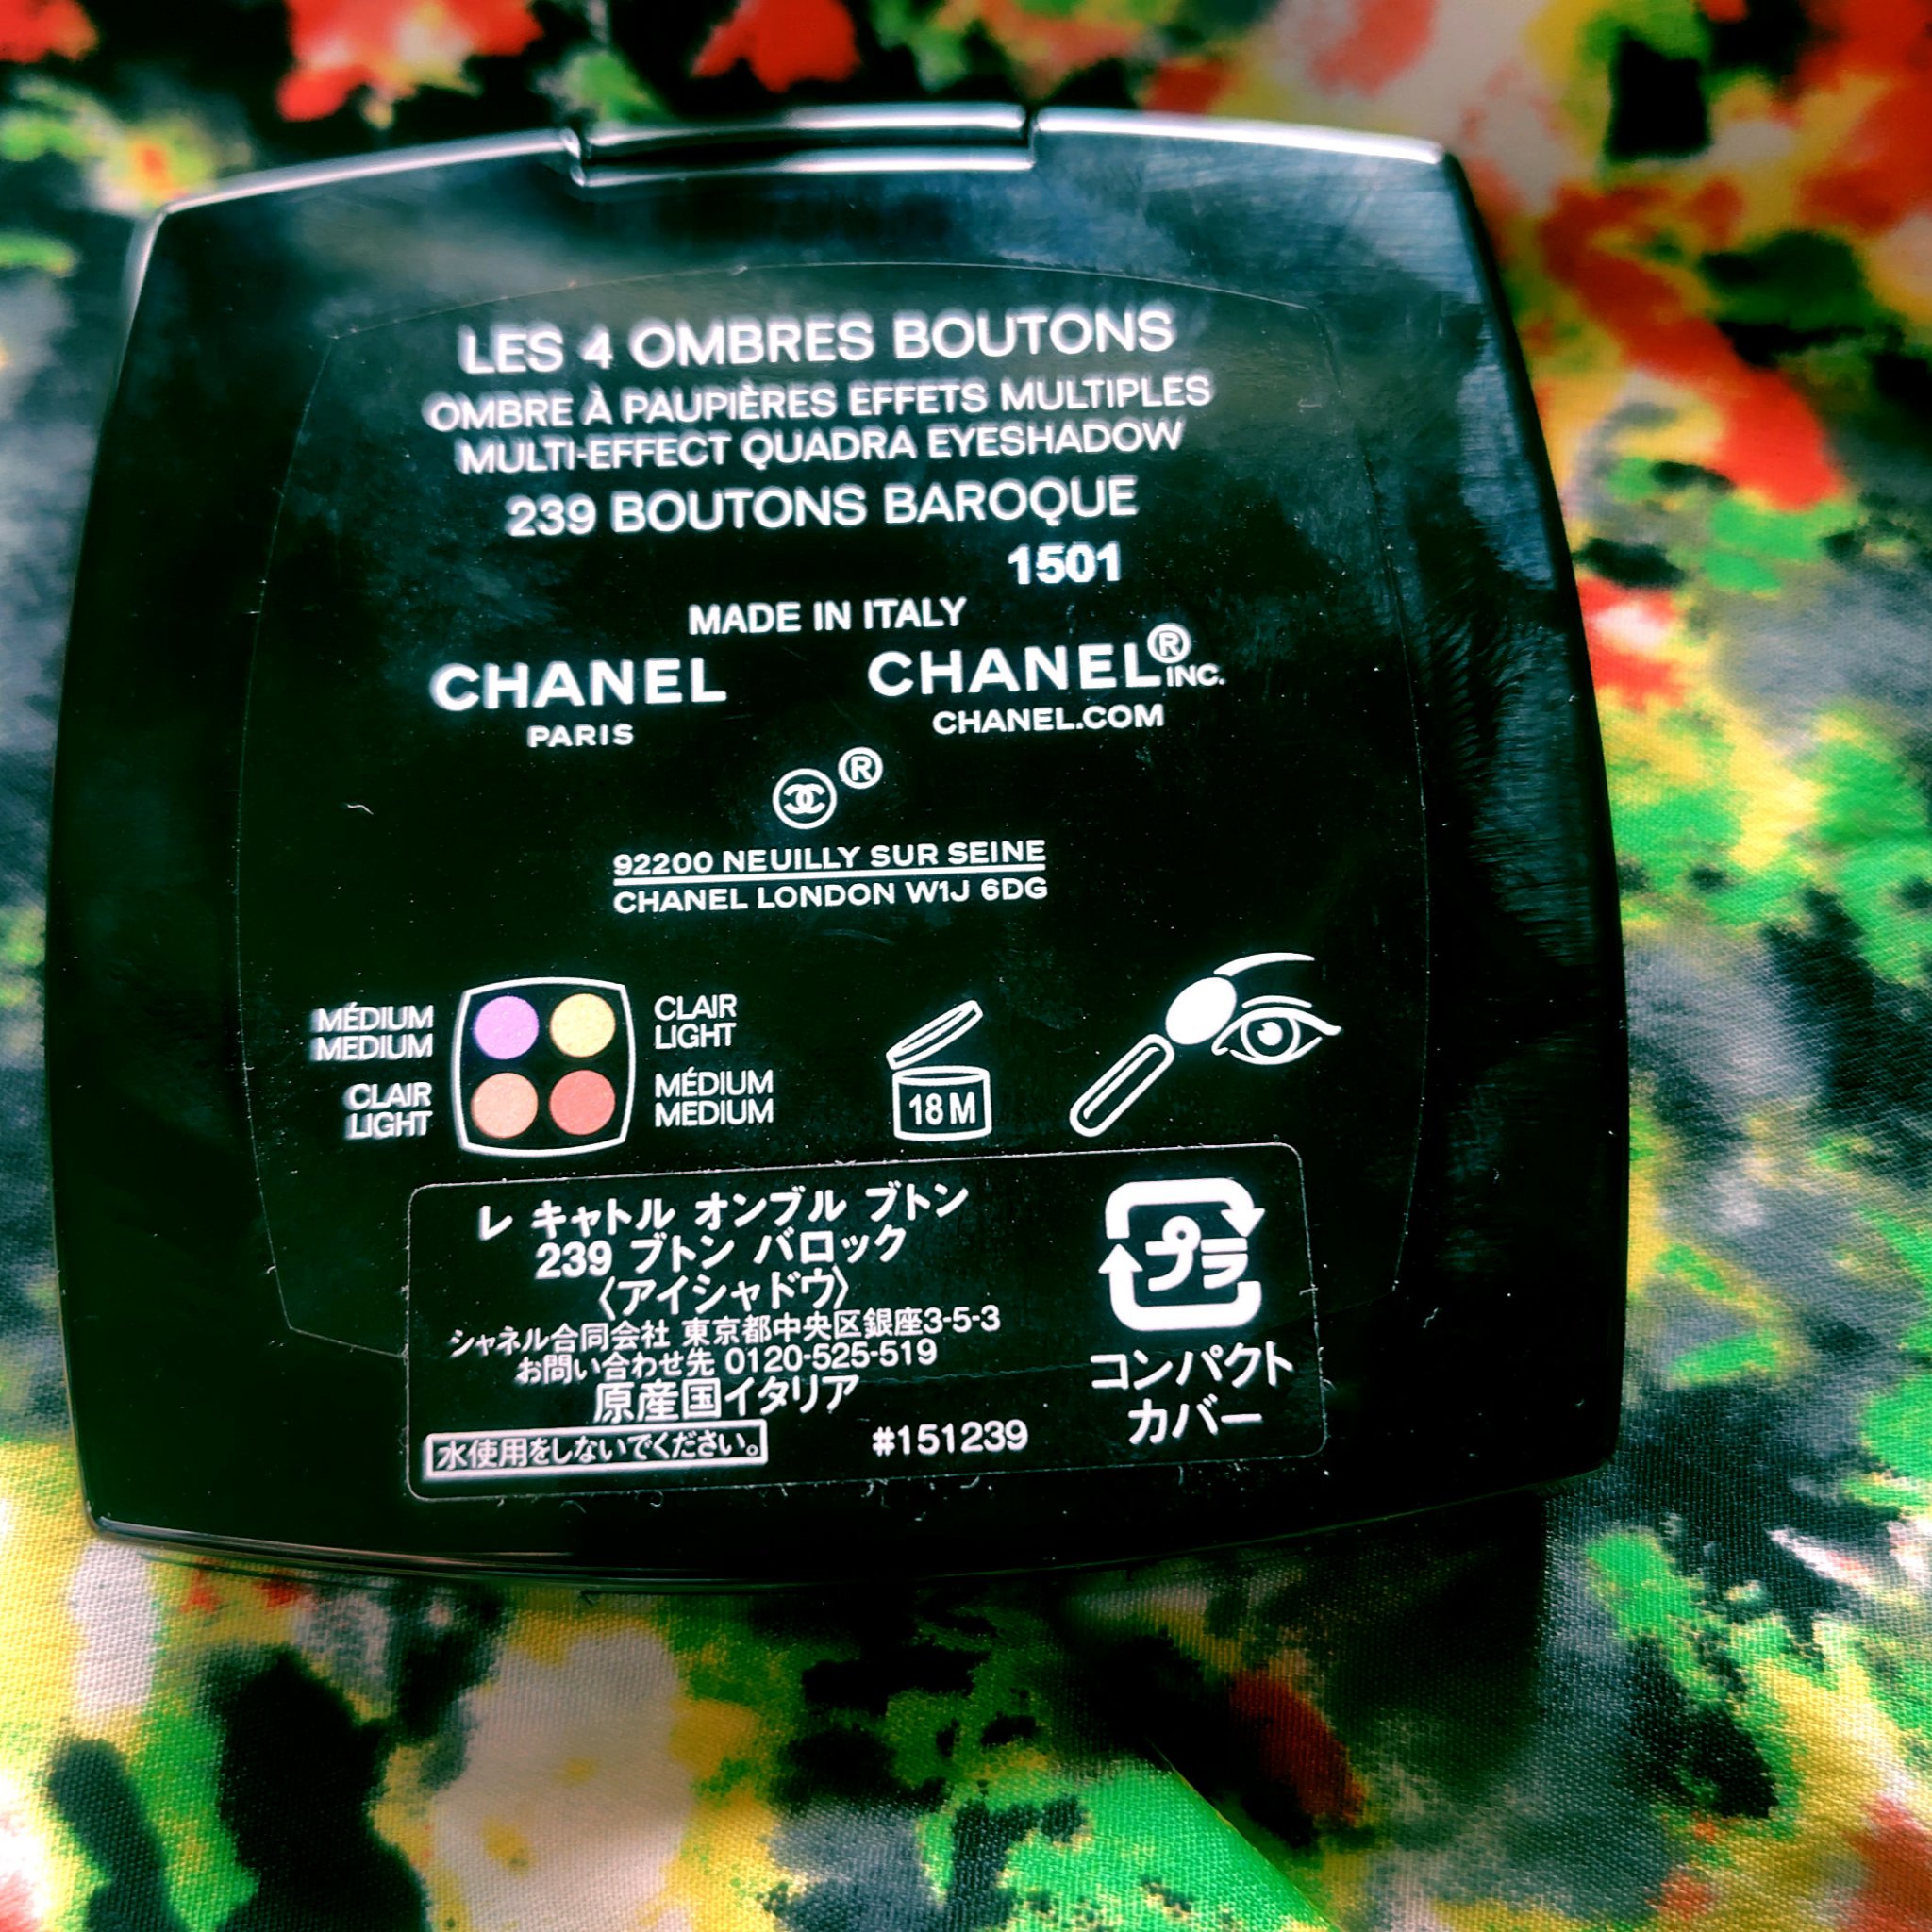 LES 4 OMBRES BOUTONS
OMBRE À PAUPIÈRES EFFETS MULTIPLES
MULTI-EFFECT QUADRA EYESHADOW
239 BOUTONS BAROQUE
1501
MADE IN ITALY
CHANEL
PARIS
CHANEL® INC.
CHANEL.COM
®
92200 NEUILLY SUR SEINE
CHANEL LONDON W1J 6DG
MÉDIUM
MEDIUM
CLAIR
LIGHT
CLAIR
LIGHT
MÉDIUM
MEDIUM
18 M
レ キャトル オンブル ブトン
239 ブトン バロック
〈アイシャドウ〉
シャネル合同会社 東京都中央区銀座3-5-3
お問い合わせ先 0120-525-519
原産国イタリア
水使用をしないでください。
#151239
プラ
コンパクト
カバー